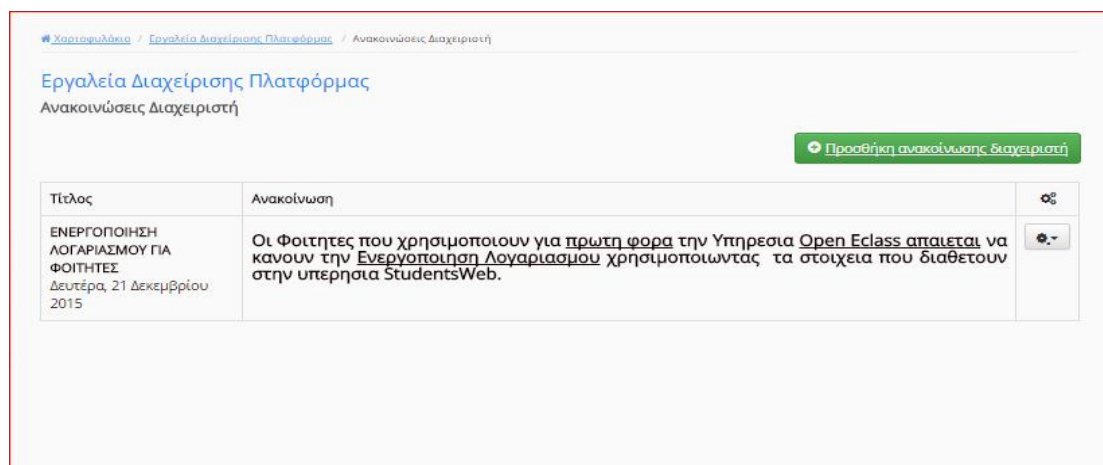 Χαρτοφυλάκιο / Εργαλεία Διαχείρισης Πλατφόρμας / Ανακοινώσεις Διαχειριστή
Εργαλεία Διαχείρισης Πλατφόρμας
Ανακοινώσεις Διαχειριστή
Προσθήκη ανακοίνωσης διαχειριστή
Τίτλος Ανακοίνωση
ΕΝΕΡΓΟΠΟΙΗΣΗ
ΛΟΓΑΡΙΑΣΜΟΥ ΓΙΑ
ΦΟΙΤΗΤΕΣ
Δευτέρα, 21 Δεκεμβρίου
2015
Οι Φοιτητες που χρησιμοποιουν για πρωτη φορα την Υπηρεσια Open Eclass απαιεται να
κανουν την Ενεργοποιηση Λογαριασμου χρησιμοποιωντας τα στοιχεια που διαθετουν
στην υπερησια StudentsWeb.